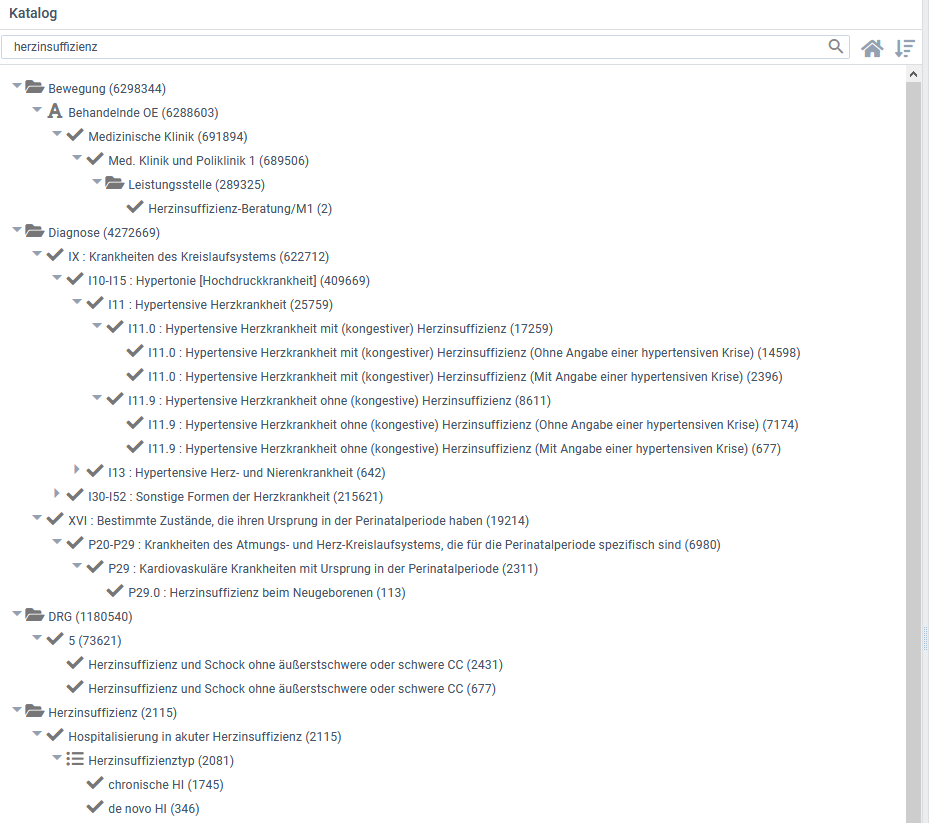 Katalog
herzinsuffizienz
Bewegung (6298344)
A Behandelnde OE (6288603)
Medizinische Klinik (691894)
Med. Klinik und Poliklinik 1 (689506)
Leistungsstelle (289325)
Herzinsuffizienz-Beratung/M1 (2)
Diagnose (4272669)
IX : Krankheiten des Kreislaufsystems (622712)
I10-I15 : Hypertonie [Hochdruckkrankheit] (409669)
I11 : Hypertensive Herzkrankheit (25759)
I11.0 : Hypertensive Herzkrankheit mit (kongestiver) Herzinsuffizienz (17259)
I11.0 : Hypertensive Herzkrankheit mit (kongestiver) Herzinsuffizienz (Ohne Angabe einer hypertensiven Krise) (14598)
I11.0 : Hypertensive Herzkrankheit mit (kongestiver) Herzinsuffizienz (Mit Angabe einer hypertensiven Krise) (2396)
I11.9 : Hypertensive Herzkrankheit ohne (kongestive) Herzinsuffizienz (8611)
I11.9 : Hypertensive Herzkrankheit ohne (kongestive) Herzinsuffizienz (Ohne Angabe einer hypertensiven Krise) (7174)
I11.9 : Hypertensive Herzkrankheit ohne (kongestive) Herzinsuffizienz (Mit Angabe einer hypertensiven Krise) (677)
I13 : Hypertensive Herz- und Nierenkrankheit (642)
I30-I52 : Sonstige Formen der Herzkrankheit (215621)
XVI : Bestimmte Zustände, die ihren Ursprung in der Perinatalperiode haben (19214)
P20-P29 : Krankheiten des Atmungs- und Herz-Kreislaufsystems, die für die Perinatalperiode spezifisch sind (6980)
P29 : Kardiovaskuläre Krankheiten mit Ursprung in der Perinatalperiode (2311)
P29.0 : Herzinsuffizienz beim Neugeborenen (113)
DRG (1180540)
5 (73621)
Herzinsuffizienz und Schock ohne äußerstschwere oder schwere CC (2431)
Herzinsuffizienz und Schock ohne äußerstschwere oder schwere CC (677)
Herzinsuffizienz (2115)
Hospitalisierung in akuter Herzinsuffizienz (2115)
Herzinsuffizienztyp (2081)
chronische HI (1745)
de novo HI (346)